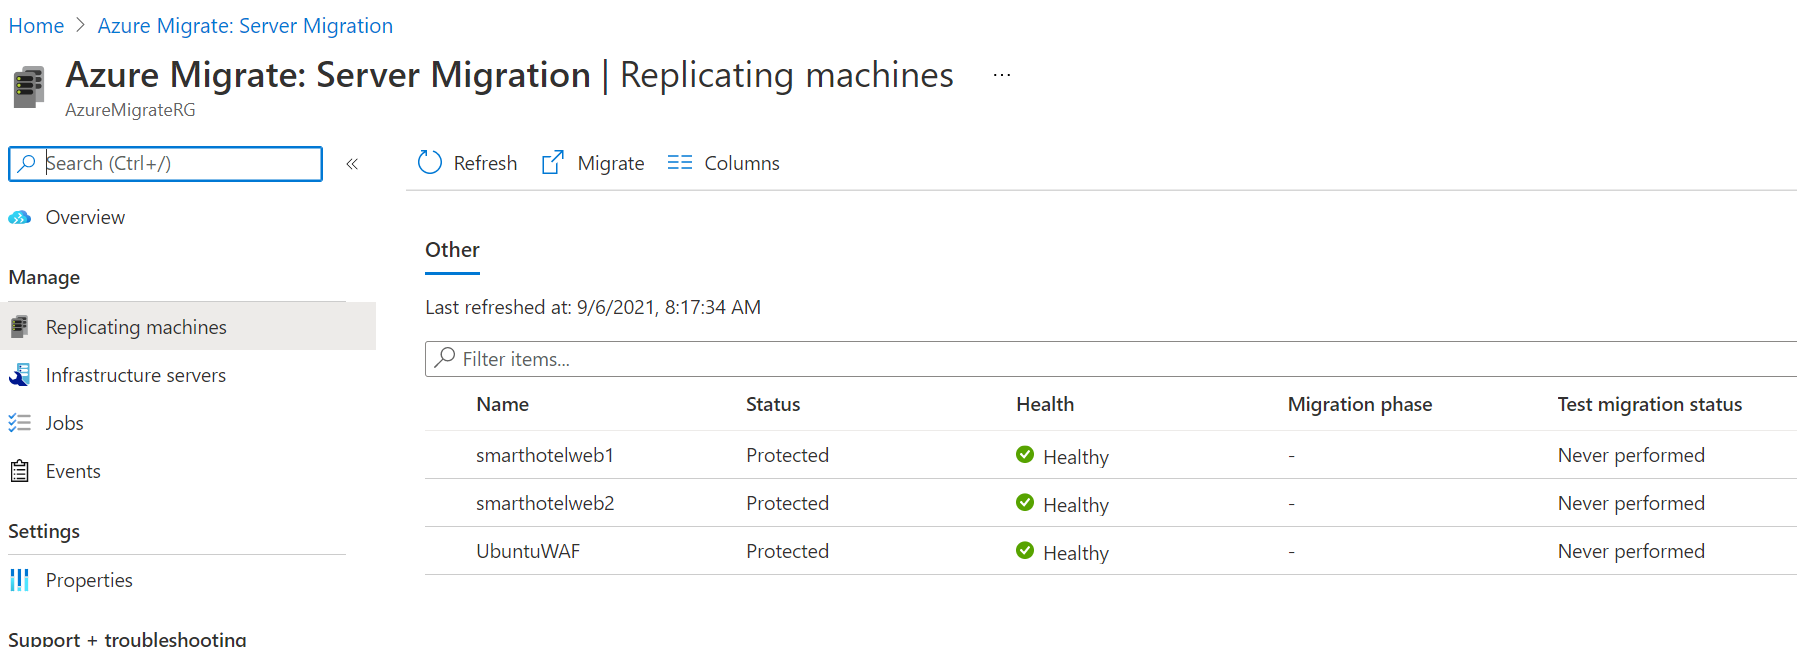 Home > Azure Migrate: Server Migration
Azure Migrate: Server Migration | Replicating machines ...
AzureMigrateRG
Search (Ctrl+/) «
Refresh Migrate Columns
Overview
Manage
Replicating machines
Infrastructure servers
Jobs
Events
Settings
Properties
Support + troubleshooting
Other
Last refreshed at: 9/6/2021, 8:17:34 AM
Filter items...
Name Status Health Migration phase Test migration status
smarthotelweb1 Protected Healthy - Never performed
smarthotelweb2 Protected Healthy - Never performed
UbuntuWAF Protected Healthy - Never performed